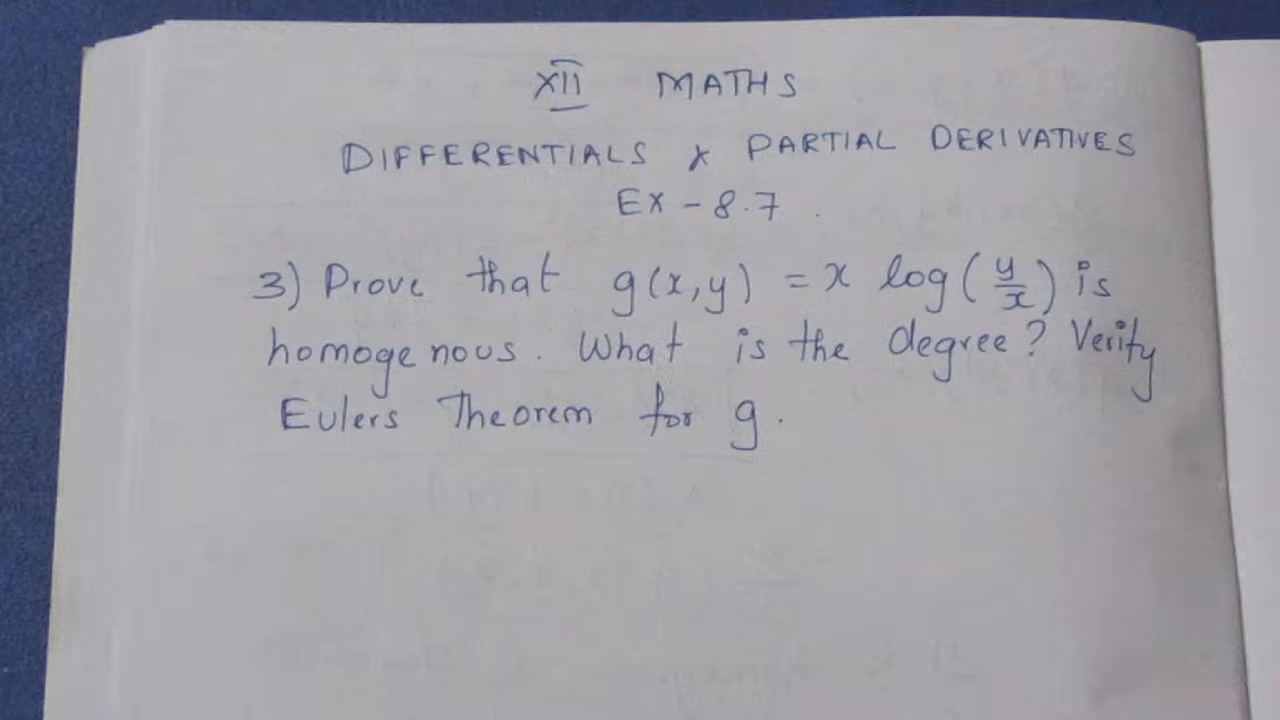 XII MATHS
DIFFERENTIALS & PARTIAL DERIVATIVES
EX - 8.7
3) Prove that g(x,y) = x log(y/x) is
homogenous. What is the degree? Verify
Eulers Theorem for g.